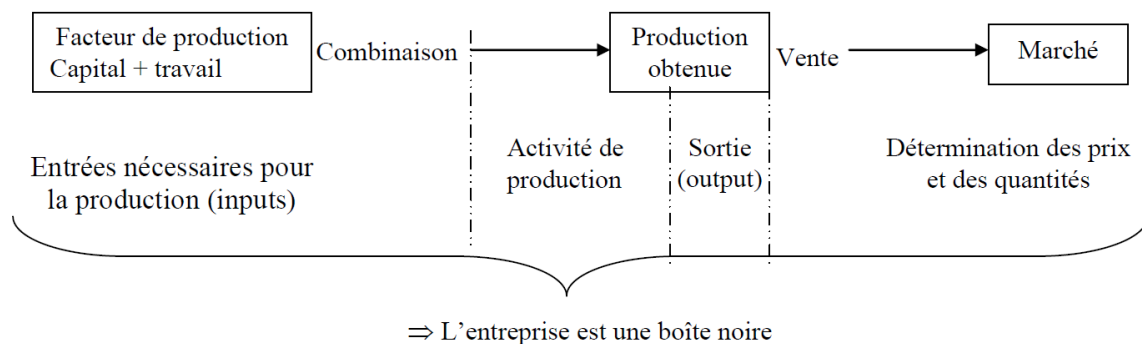 Facteur de production
Capital + travail
Combinaison
Production
obtenue
Vente
Marché
Entrées nécessaires pour
la production (inputs)
Activité de
production
Sortie
(output)
Détermination des prix
et des quantités
⇒ L’entreprise est une boîte noire